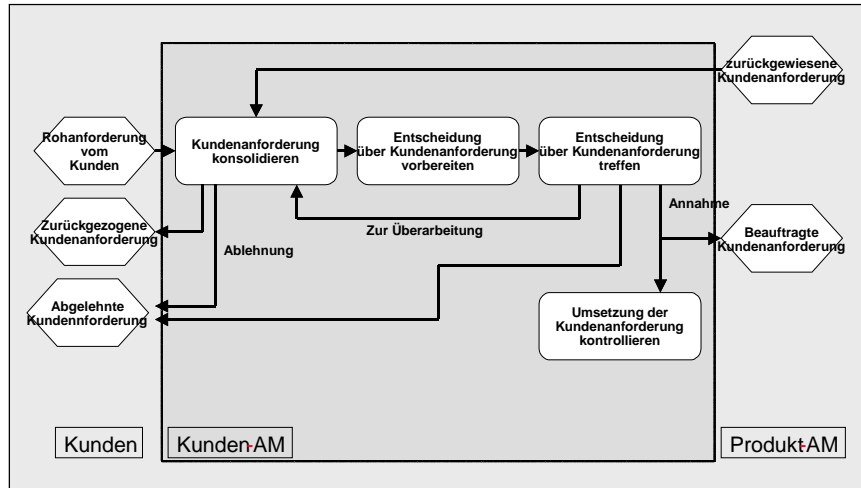 zurückgewiesene
Kundenanforderung
Rohanforderung
vom
Kunden
Kundenanforderung
konsolidieren
Entscheidung
über Kundenanforderung
vorbereiten
Entscheidung
über Kundenanforderung
treffen
Zurückgezogene
Kundenanforderung
Ablehnung
Zur Überarbeitung
Annahme
Beauftragte
Kundenanforderung
Abgelehnte
Kundennforderung
Umsetzung der
Kundenanforderung
kontrollieren
Kunden
Kunden-AM
Produkt-AM